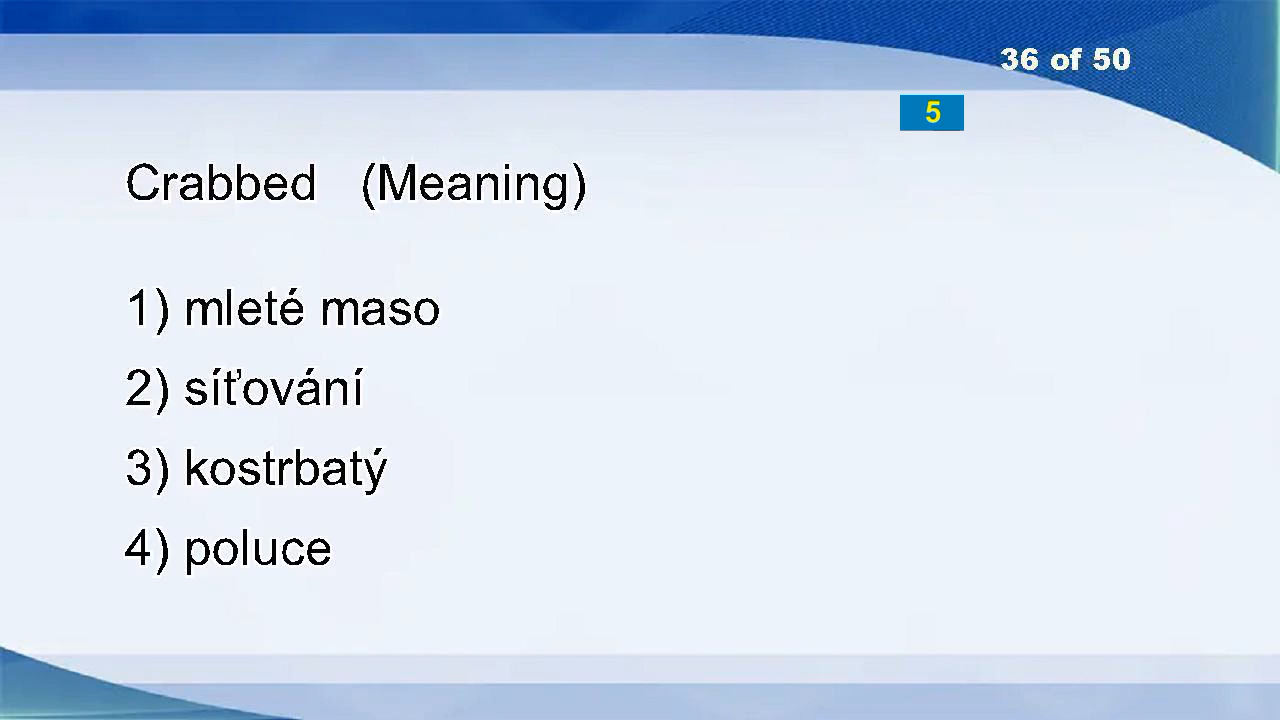 36 of 50
5
Crabbed (Meaning)
1) mleté maso
2) síťování
3) kostrbatý
4) poluce